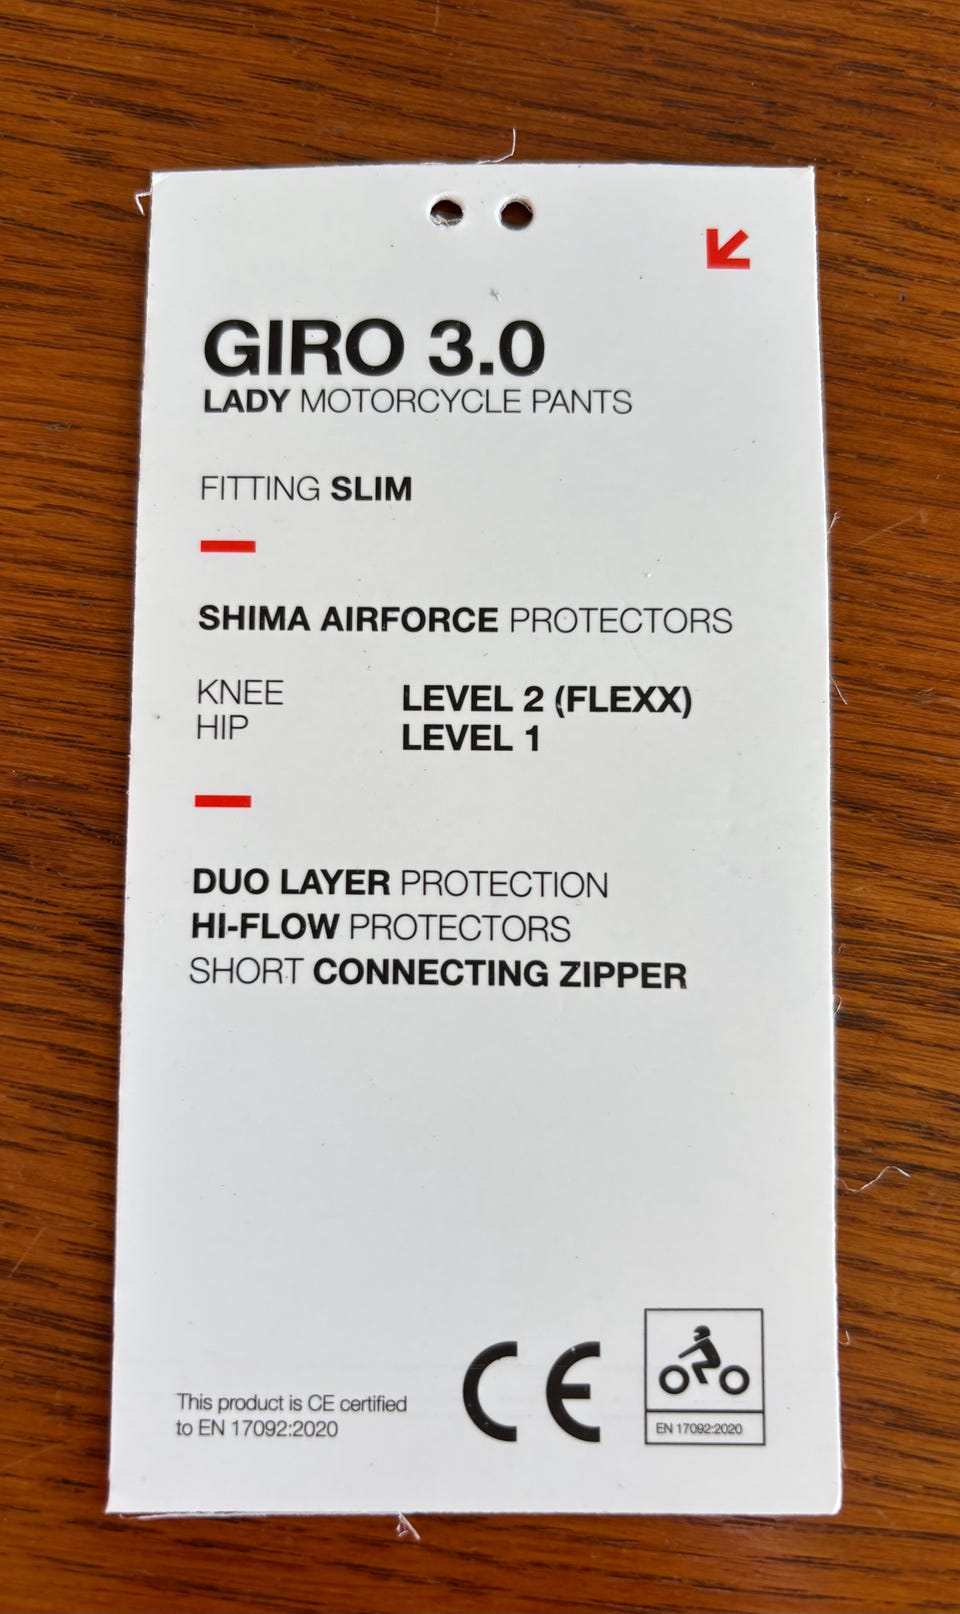 GIRO 3.0
LADY MOTORCYCLE PANTS
FITTING SLIM
SHIMA AIRFORCE PROTECTORS
KNEE LEVEL 2 (FLEXX)
HIP LEVEL 1
DUO LAYER PROTECTION
HI-FLOW PROTECTORS
SHORT CONNECTING ZIPPER
This product is CE certified
to EN 17092:2020
CE
EN 17092:2020